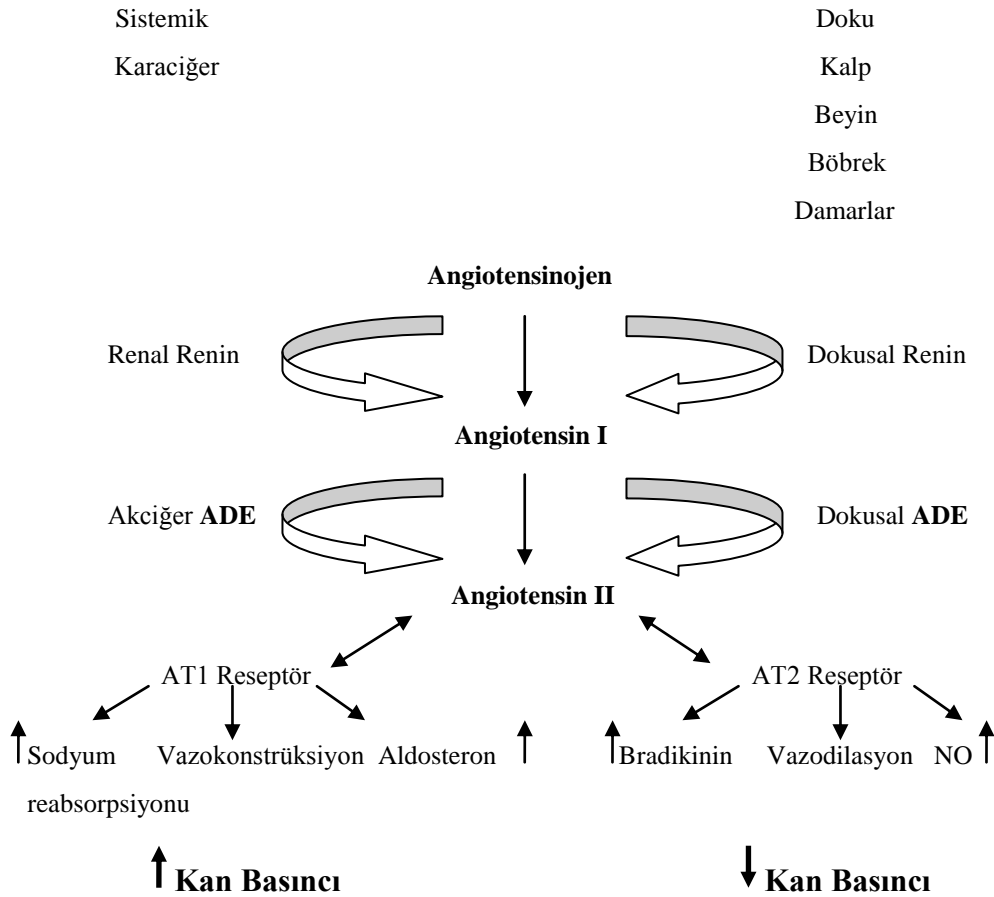 Sistemik Doku
Karaciğer Kalp
Beyin
Böbrek
Damarlar
Angiotensinojen
Renal Renin Dokusal Renin
Angiotensin I
Akciğer ADE Dokusal ADE
Angiotensin II
AT1 Reseptör AT2 Reseptör
Sodyum Vazokonstrüksiyon Aldosteron Bradikinin Vazodilasyon NO
reabsorpsiyonu
Kan Basıncı Kan Basıncı